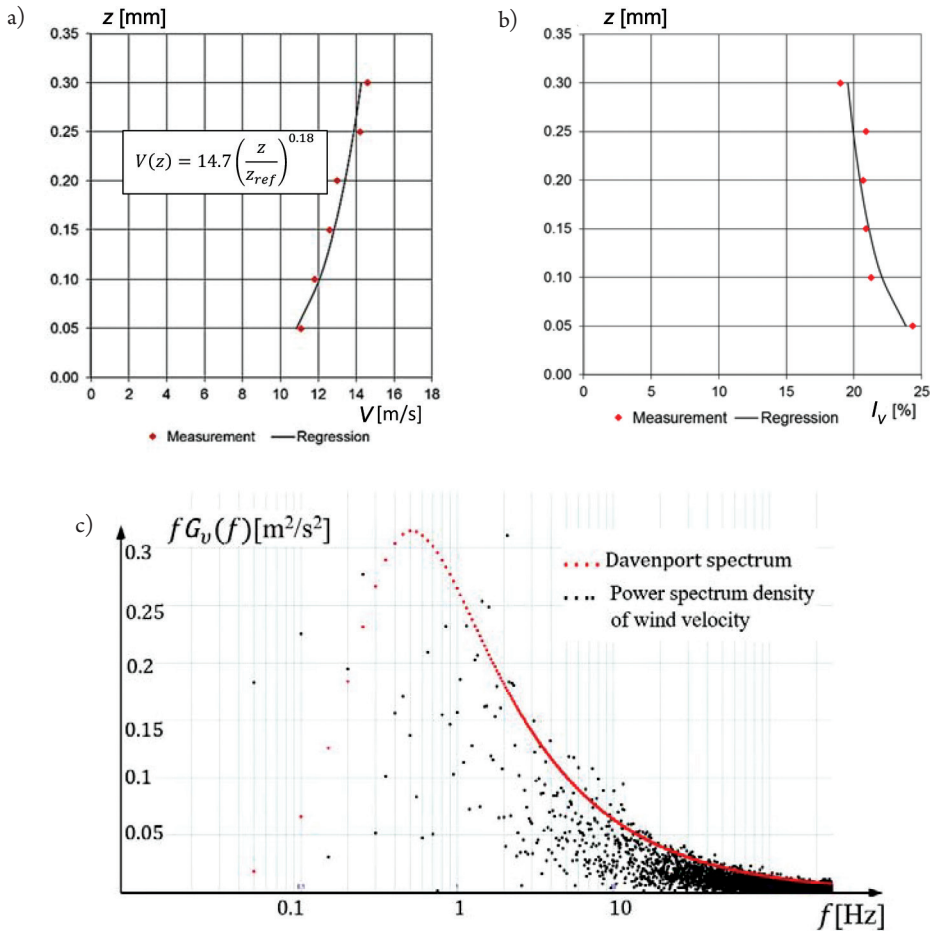 a)
z [mm]
0.35
0.30
0.25
0.20
0.15
0.10
0.05
0.00
V(z) = 14.7 (z/z_ref)^0.18
0 2 4 6 8 10 12 14 16 18
V [m/s]
Measurement Regression
b)
z [mm]
0.35
0.30
0.25
0.20
0.15
0.10
0.05
0.00
0 5 10 15 20 25
I_v [%]
Measurement Regression
c)
fG_υ(f)[m²/s²]
0.3
0.25
0.2
0.15
0.1
0.05
Davenport spectrum
Power spectrum density
of wind velocity
0.1 1 10
f[Hz]